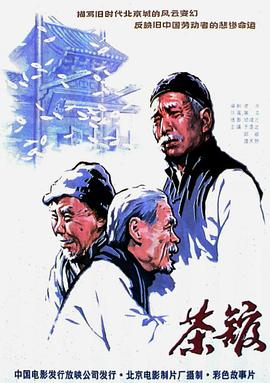 描写旧时代北京城的风云变幻
反映旧中国劳动者的悲惨命运
茶馆
中国电影发行放映公司发行·北京电影制片厂摄制·彩色故事片